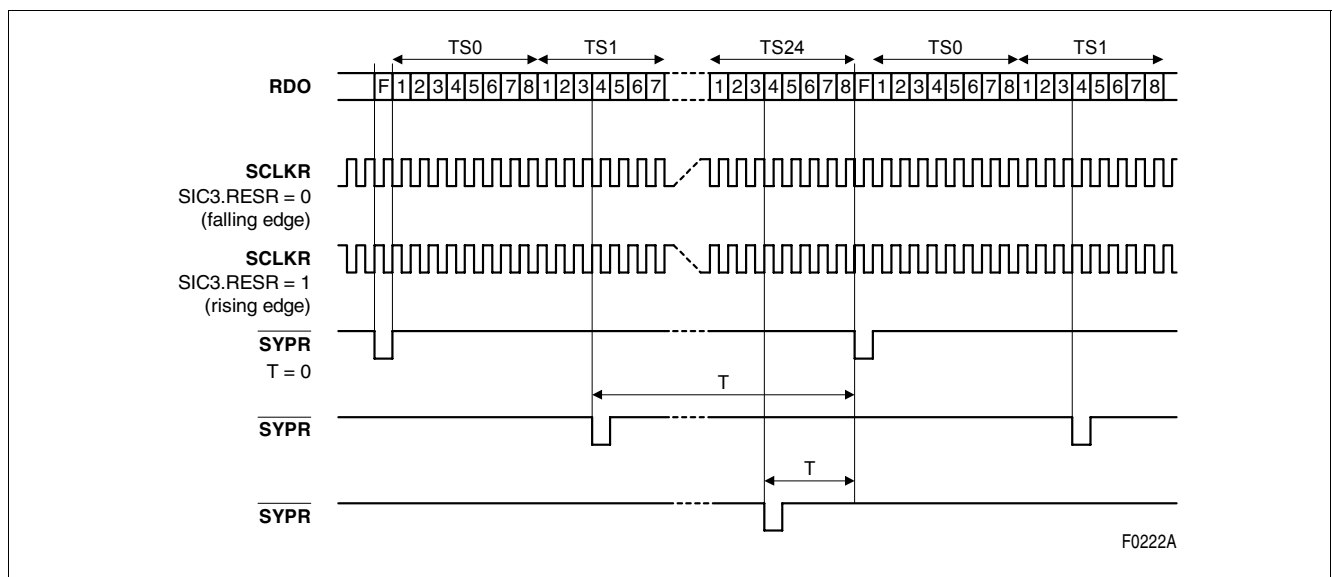 TS0 TS1 TS24 TS0 TS1
RDO F 1 2 3 4 5 6 7 8 1 2 3 4 5 6 7 1 2 3 4 5 6 7 8 F 1 2 3 4 5 6 7 8 1 2 3 4 5 6 7 8
SCLKR
SIC3.RESR = 0
(falling edge)
SCLKR
SIC3.RESR = 1
(rising edge)
SYPR
T = 0
T
SYPR
T
SYPR
F0222A